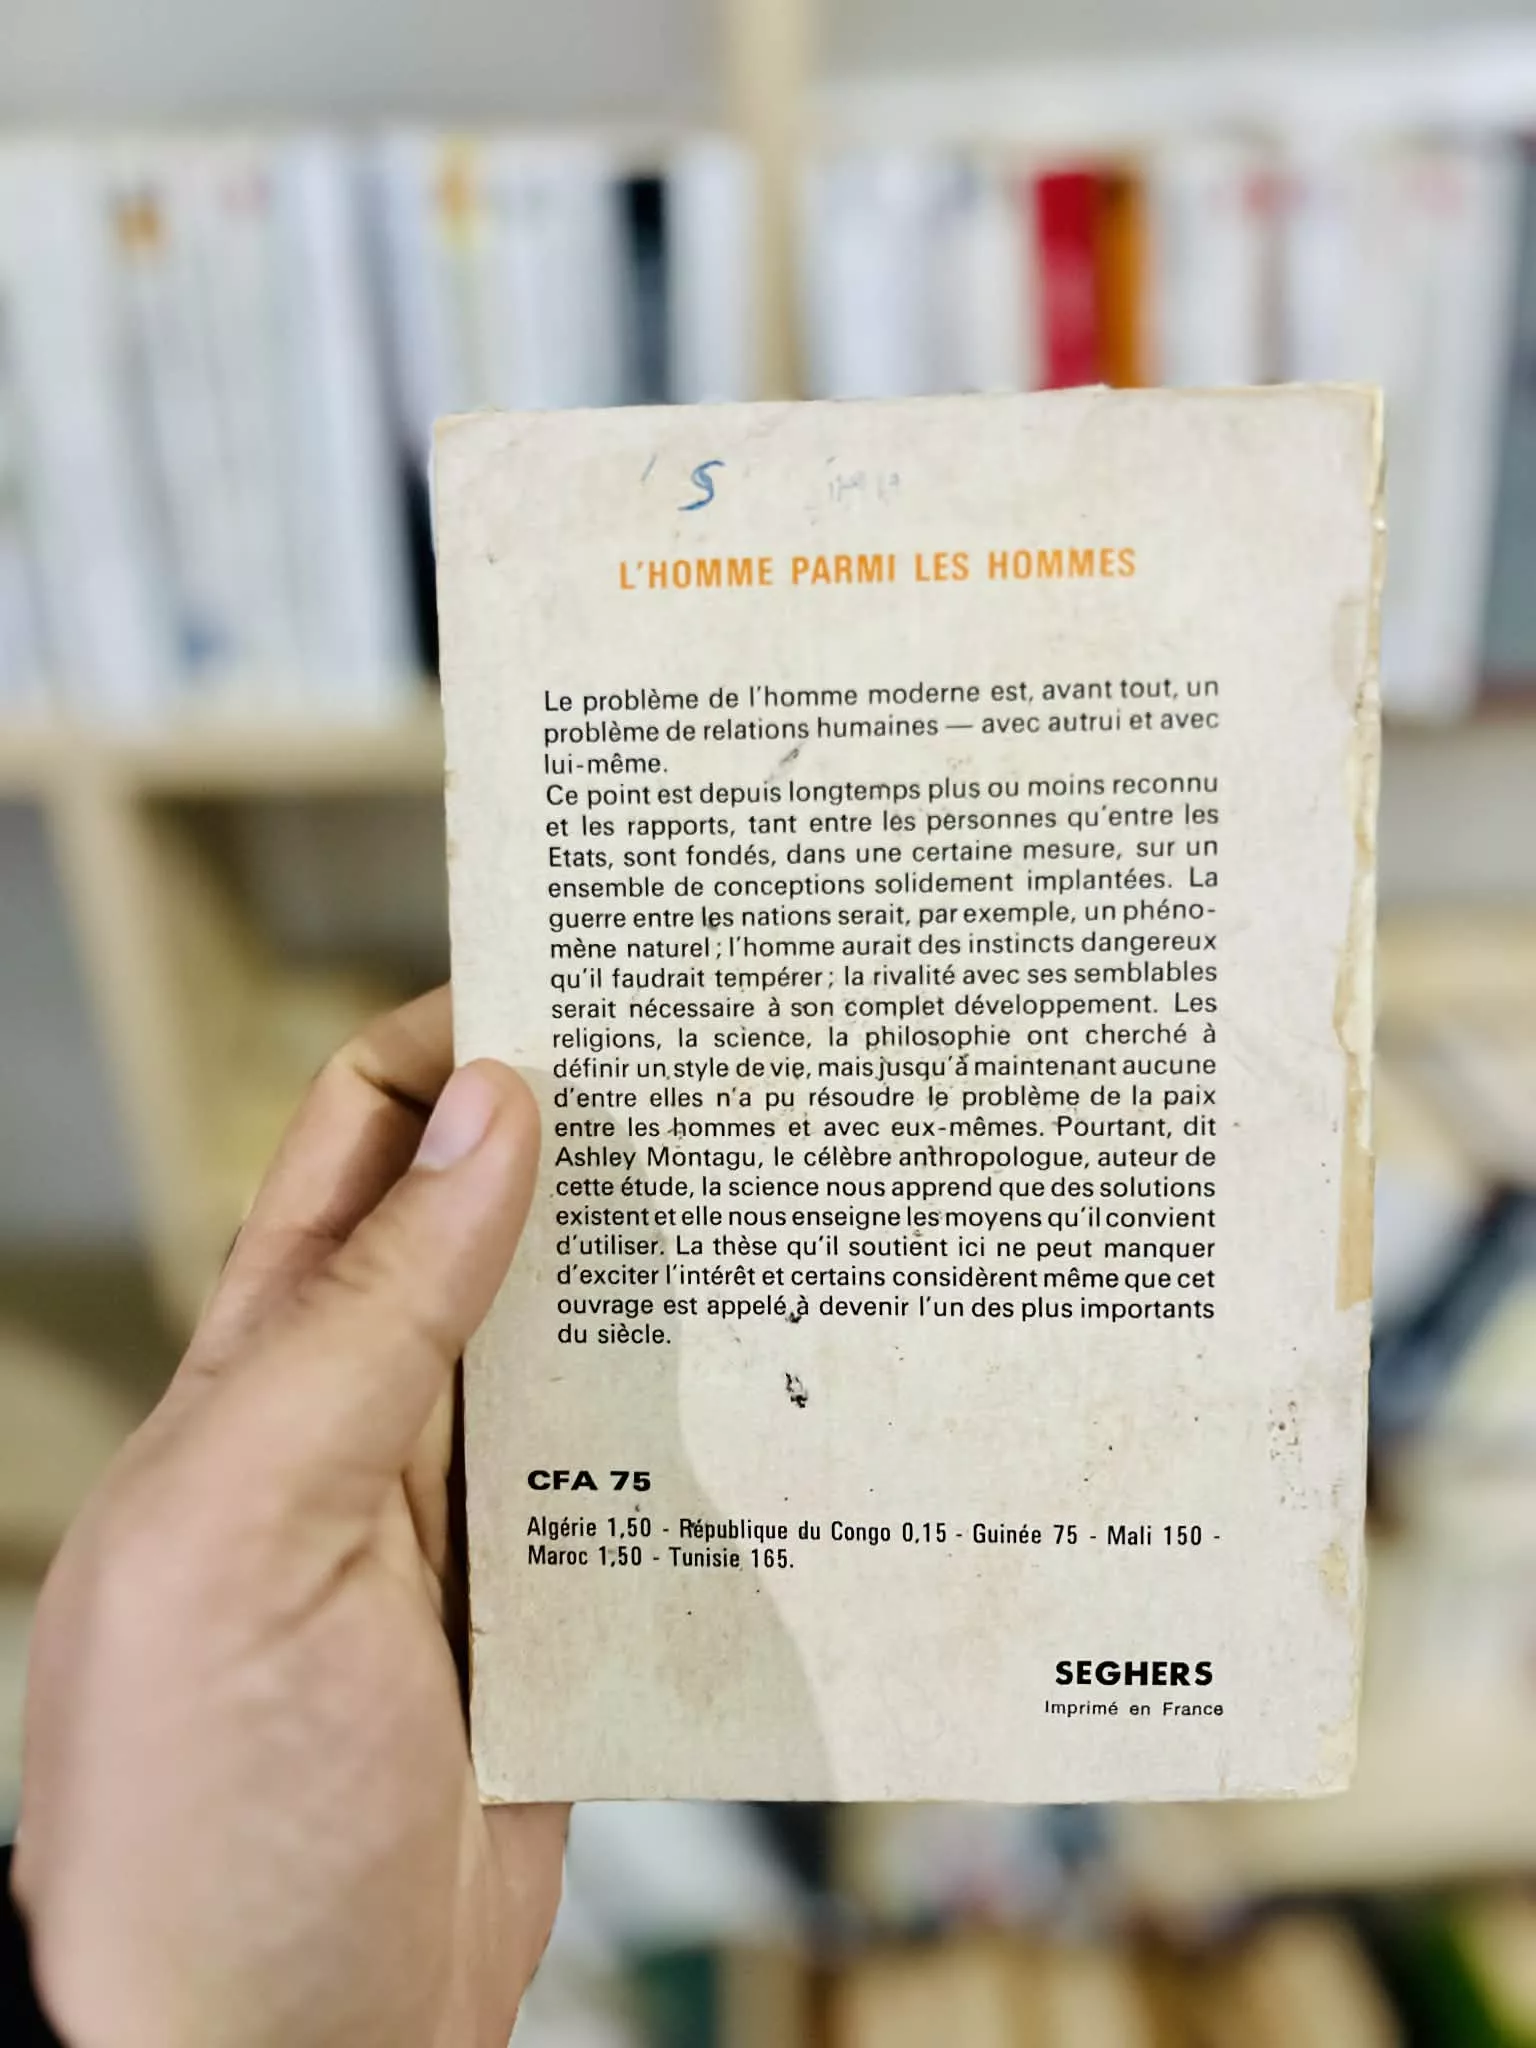 L'HOMME PARMI LES HOMMES
Le problème de l'homme moderne est, avant tout, un
problème de relations humaines — avec autrui et avec
lui-même.
Ce point est depuis longtemps plus ou moins reconnu
et les rapports, tant entre les personnes qu'entre les
Etats, sont fondés, dans une certaine mesure, sur un
ensemble de conceptions solidement implantées. La
guerre entre les nations serait, par exemple, un phéno-
mène naturel ; l'homme aurait des instincts dangereux
qu'il faudrait tempérer ; la rivalité avec ses semblables
serait nécessaire à son complet développement. Les
religions, la science, la philosophie ont cherché à
définir un style de vie, mais jusqu'à maintenant aucune
d'entre elles n'a pu résoudre le problème de la paix
entre les hommes et avec eux-mêmes. Pourtant, dit
Ashley Montagu, le célèbre anthropologue, auteur de
cette étude, la science nous apprend que des solutions
existent et elle nous enseigne les moyens qu'il convient
d'utiliser. La thèse qu'il soutient ici ne peut manquer
d'exciter l'intérêt et certains considèrent même que cet
ouvrage est appelé à devenir l'un des plus importants
du siècle.
CFA 75
Algérie 1,50 - République du Congo 0,15 - Guinée 75 - Mali 150 -
Maroc 1,50 - Tunisie 165.
SEGHERS
Imprimé en France